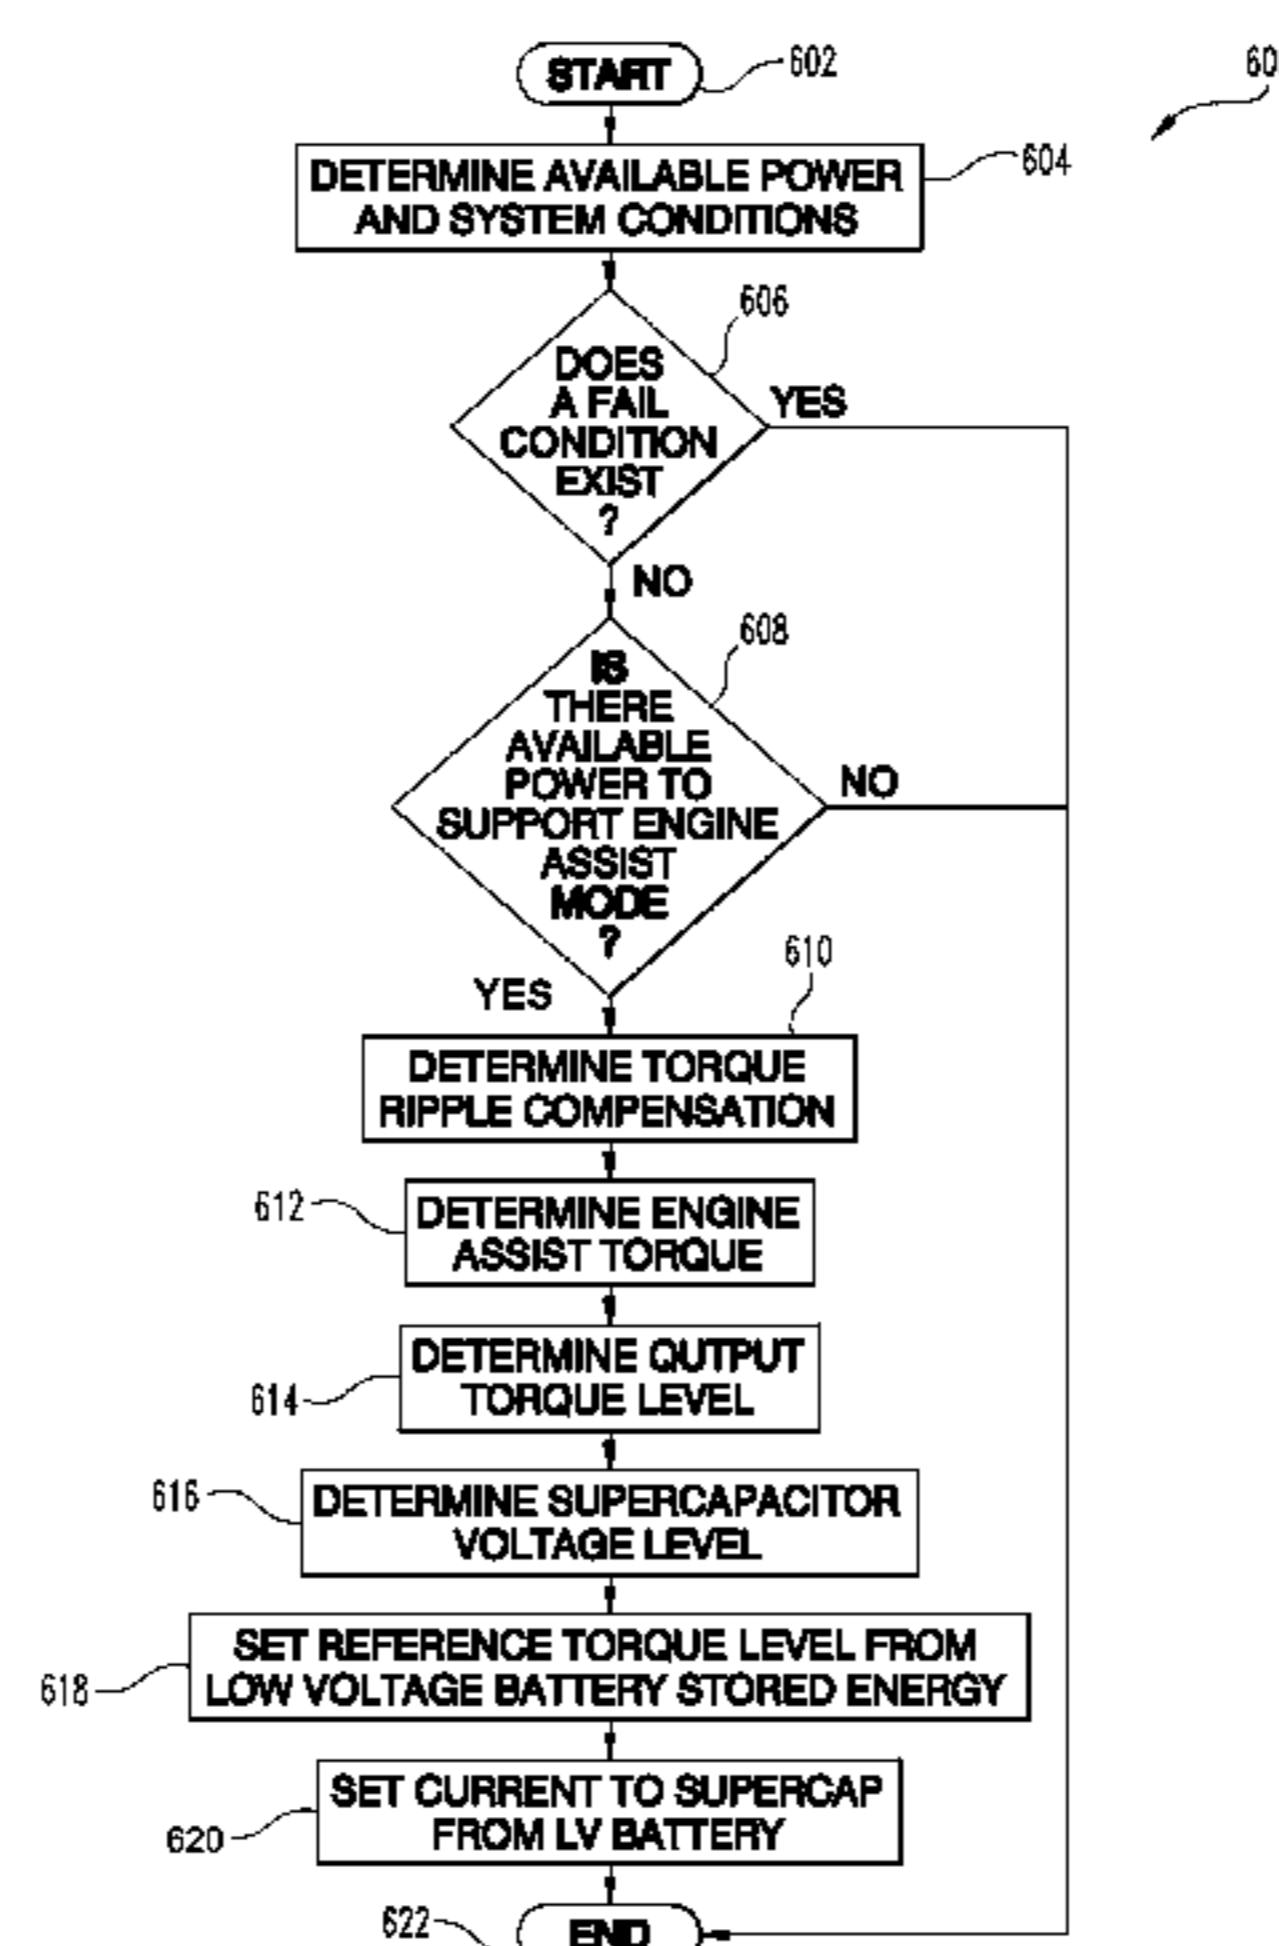 START
602
60
DETERMINE AVAILABLE POWER
AND SYSTEM CONDITIONS
604
606
DOES
A FAIL
CONDITION
EXIST
?
YES
NO
608
IS
THERE
AVAILABLE
POWER TO
SUPPORT ENGINE
ASSIST
MODE
?
NO
YES
610
DETERMINE TORQUE
RIPPLE COMPENSATION
612
DETERMINE ENGINE
ASSIST TORQUE
DETERMINE QUTPUT
TORQUE LEVEL
614
616
DETERMINE SUPERCAPACITOR
VOLTAGE LEVEL
SET REFERENCE TORQUE LEVEL FROM
LOW VOLTAGE BATTERY STORED ENERGY
618
SET CURRENT TO SUPERCAP
FROM LV BATTERY
620
622
END